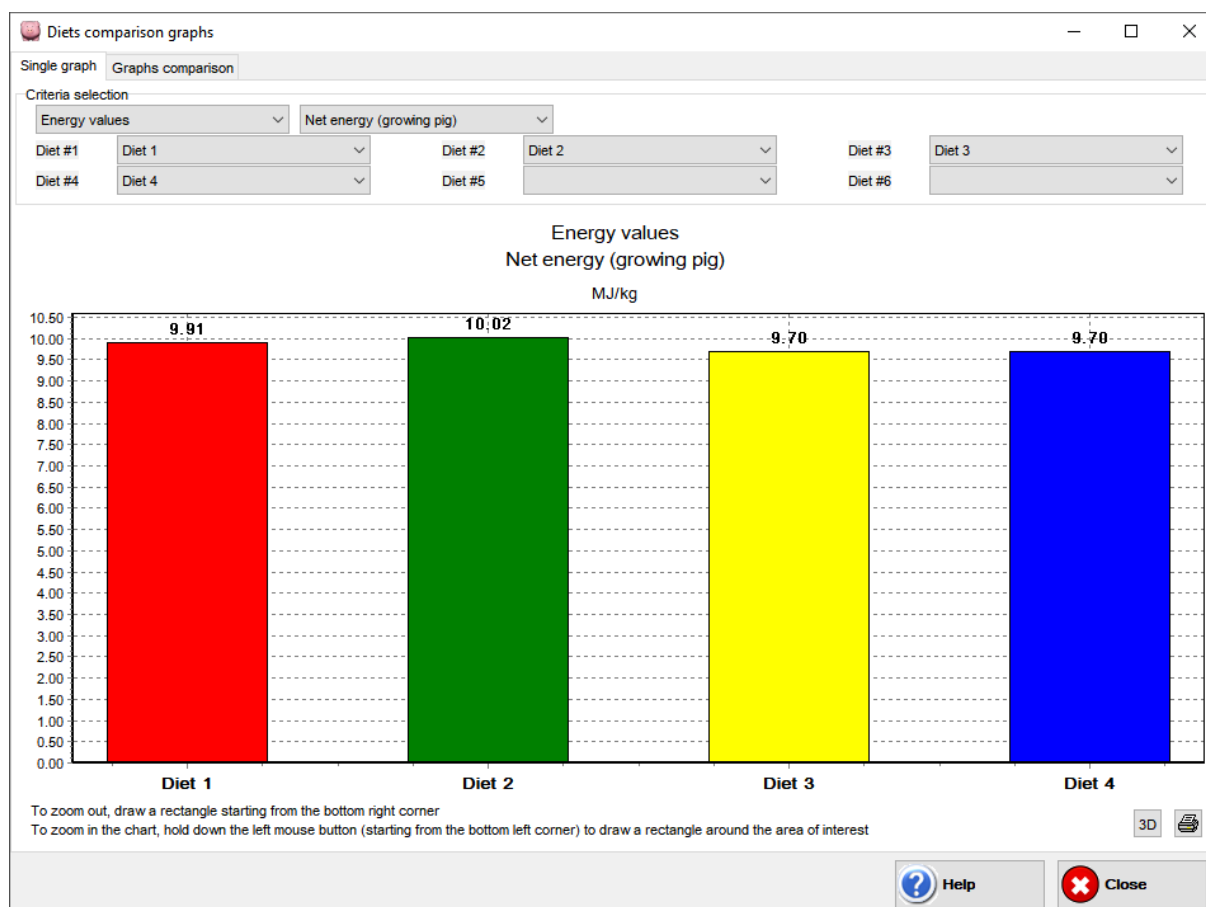 Diets comparison graphs
Single graph Graphs comparison
Criteria selection
Energy values Net energy (growing pig)
Diet #1 Diet 1 Diet #2 Diet 2 Diet #3 Diet 3
Diet #4 Diet 4 Diet #5 Diet #6
Energy values
Net energy (growing pig)
MJ/kg
10.50
9.91 10.02 9.70 9.70
10.00
9.50
9.00
8.50
8.00
7.50
7.00
6.50
6.00
5.50
5.00
4.50
4.00
3.50
3.00
2.50
2.00
1.50
1.00
0.50
0.00
Diet 1 Diet 2 Diet 3 Diet 4
To zoom out, draw a rectangle starting from the bottom right corner
To zoom in the chart, hold down the left mouse button (starting from the bottom left corner) to draw a rectangle around the area of interest
3D
Help Close